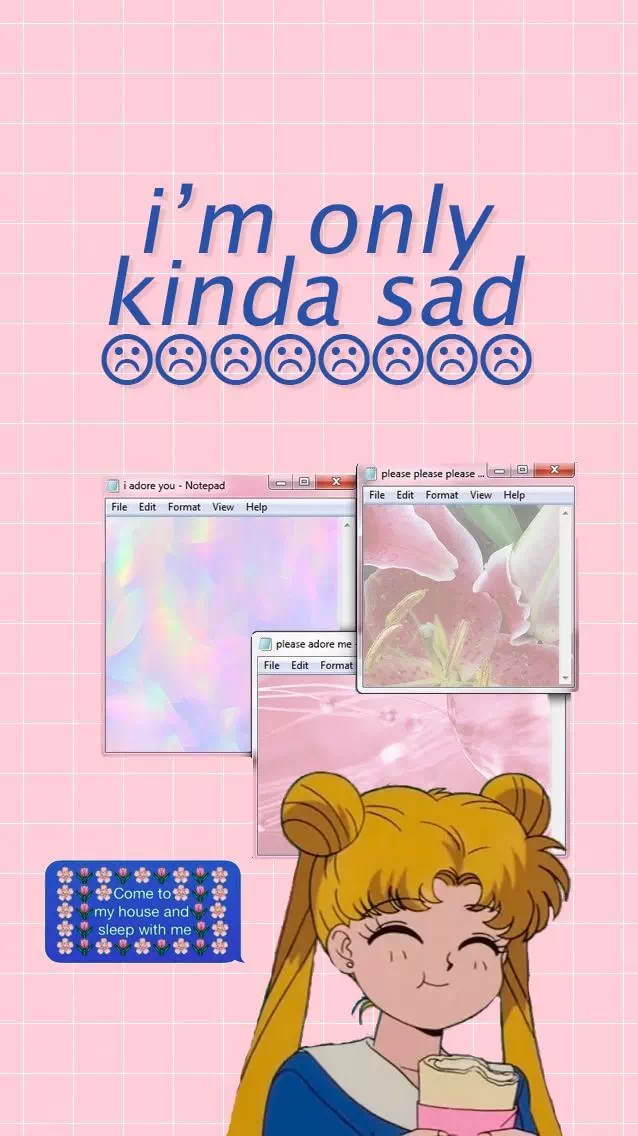 i'm only
kinda sad
☹☹☹☹☹☹☹☹
i adore you - Notepad
File Edit Format View Help
please please please ...
File Edit Format View Help
please adore me -
File Edit Format
Come to
my house and
sleep with me